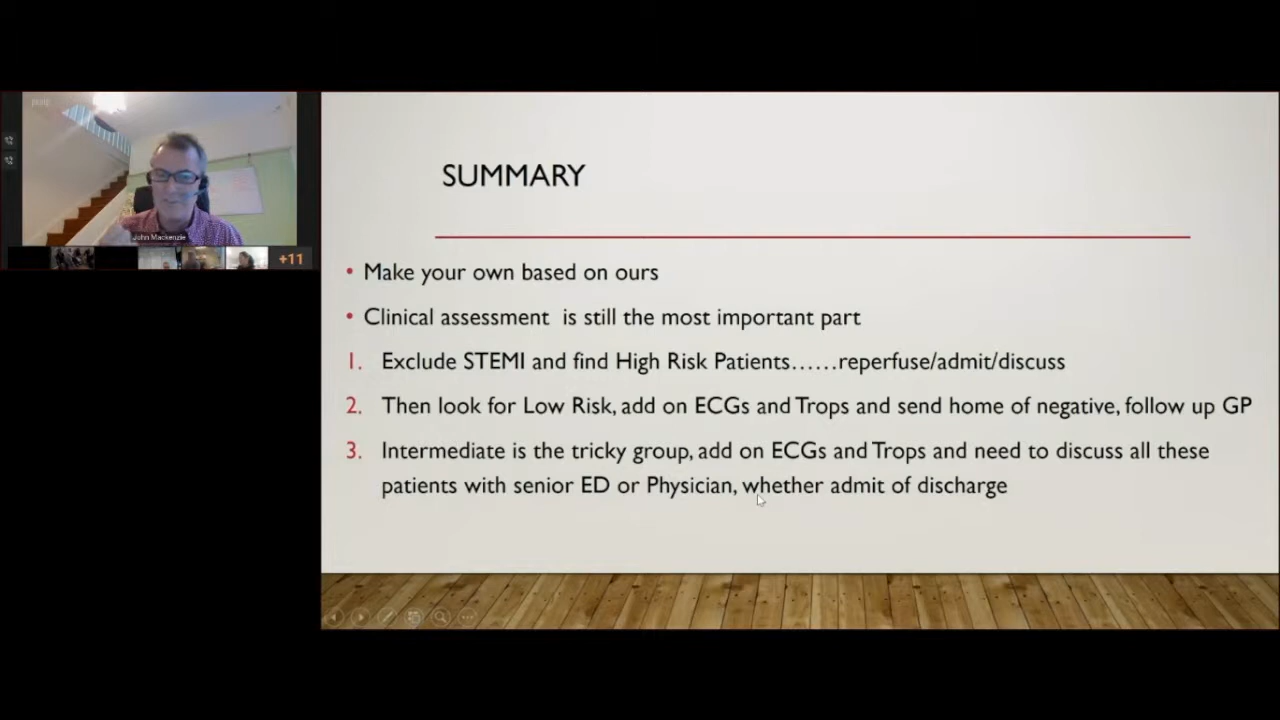 John Mackenzie
+11
SUMMARY
• Make your own based on ours
• Clinical assessment is still the most important part
1. Exclude STEMI and find High Risk Patients......reperfuse/admit/discuss
2. Then look for Low Risk, add on ECGs and Trops and send home of negative, follow up GP
3. Intermediate is the tricky group, add on ECGs and Trops and need to discuss all these
patients with senior ED or Physician, whether admit of discharge